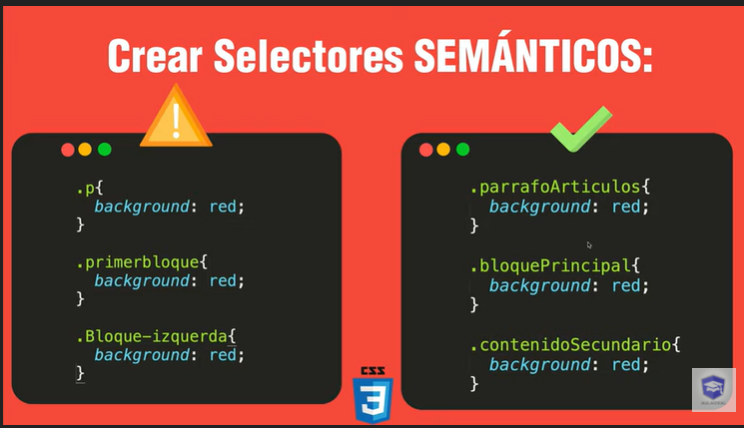 Crear Selectores SEMÁNTICOS:
.p{
background: red;
}
.primerbloque{
background: red;
}
.Bloque-izquerda{
background: red;
}
.parrafoArticulos{
background: red;
}
.bloquePrincipal{
background: red;
}
.contenidoSecundario{
background: red;
}
CSS
3